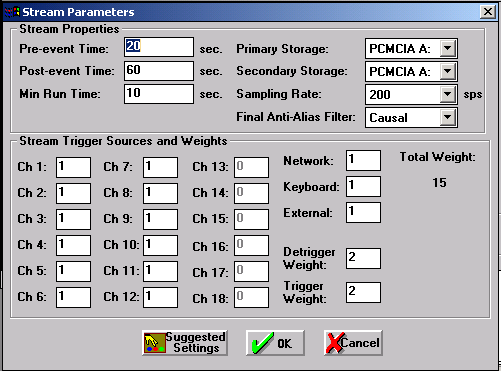 Stream Parameters
Stream Properties
Pre-event Time: 20 sec. Primary Storage: PCMCIA A:
Post-event Time: 60 sec. Secondary Storage: PCMCIA A:
Min Run Time: 10 sec. Sampling Rate: 200 sps
Final Anti-Alias Filter: Causal
Stream Trigger Sources and Weights
Ch 1: 1 Ch 7: 1 Ch 13: 0 Network: 1 Total Weight:
Ch 2: 1 Ch 8: 1 Ch 14: 0 Keyboard: 1 15
Ch 3: 1 Ch 9: 1 Ch 15: 0 External: 1
Ch 4: 1 Ch 10: 1 Ch 16: 0 Detrigger Weight: 2
Ch 5: 1 Ch 11: 1 Ch 17: 0
Ch 6: 1 Ch 12: 1 Ch 18: 0 Trigger Weight: 2
Suggested Settings OK Cancel